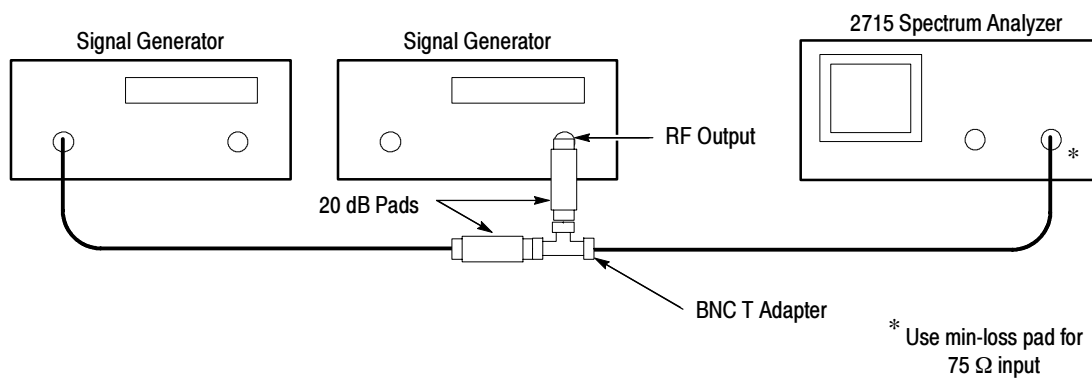 Signal Generator
Signal Generator
2715 Spectrum Analyzer
RF Output
*
20 dB Pads
BNC T Adapter
* Use min-loss pad for
75 Ω input